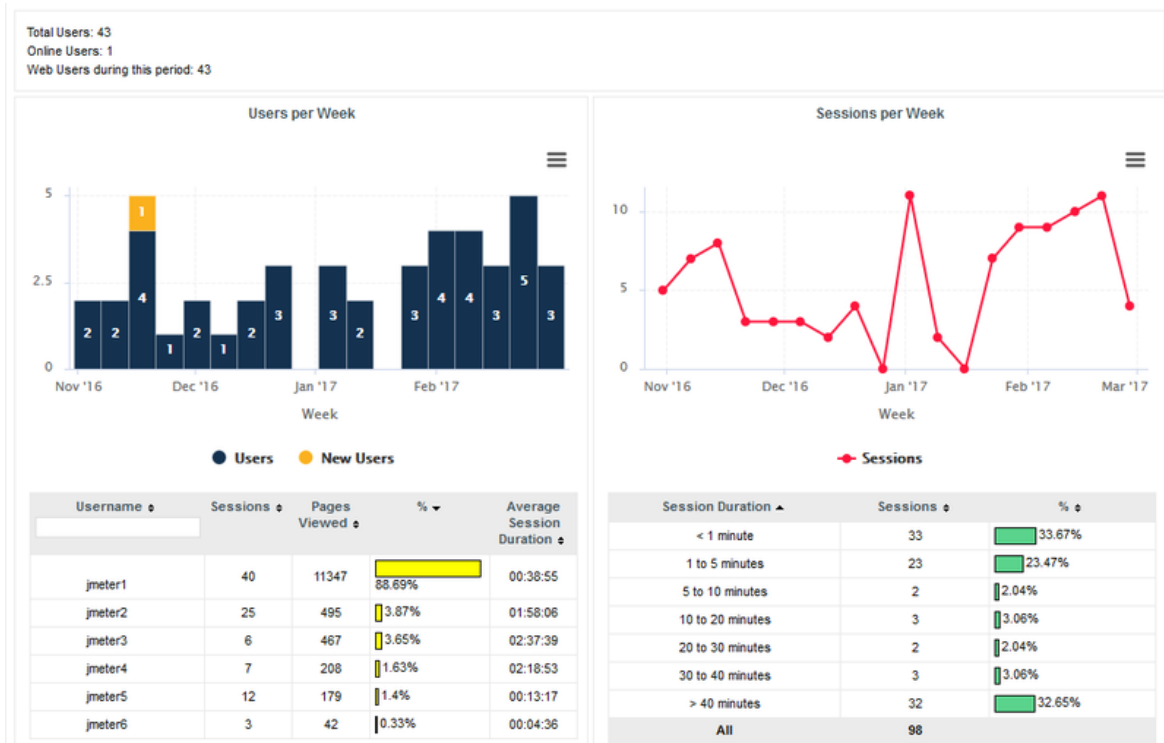 Total Users: 43
Online Users: 1
Web Users during this period: 43
Users per Week
5
2.5
0
2 2 4 1 1 2 1 2 3 3 2 3 4 4 3 5 3
Nov '16 Dec '16 Jan '17 Feb '17
Week
Users New Users
Username Sessions Pages Viewed % Average Session Duration
jmeter1 40 11347 88.69% 00:38:55
jmeter2 25 495 3.87% 01:58:06
jmeter3 6 467 3.65% 02:37:39
jmeter4 7 208 1.63% 02:18:53
jmeter5 12 179 1.4% 00:13:17
jmeter6 3 42 0.33% 00:04:36
Sessions per Week
10
5
0
Nov '16 Dec '16 Jan '17 Feb '17 Mar '17
Week
Sessions
Session Duration Sessions %
< 1 minute 33 33.67%
1 to 5 minutes 23 23.47%
5 to 10 minutes 2 2.04%
10 to 20 minutes 3 3.06%
20 to 30 minutes 2 2.04%
30 to 40 minutes 3 3.06%
> 40 minutes 32 32.65%
All 98